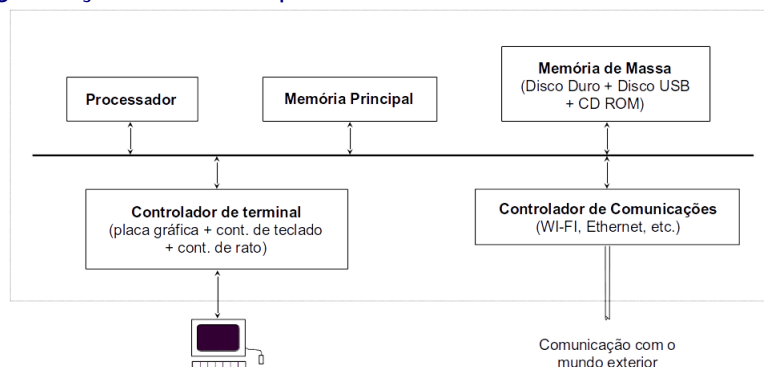 Processador
Memória Principal
Memória de Massa
(Disco Duro + Disco USB
+ CD ROM)
Controlador de terminal
(placa gráfica + cont. de teclado
+ cont. de rato)
Controlador de Comunicações
(WI-FI, Ethernet, etc.)
Comunicação com o
mundo exterior